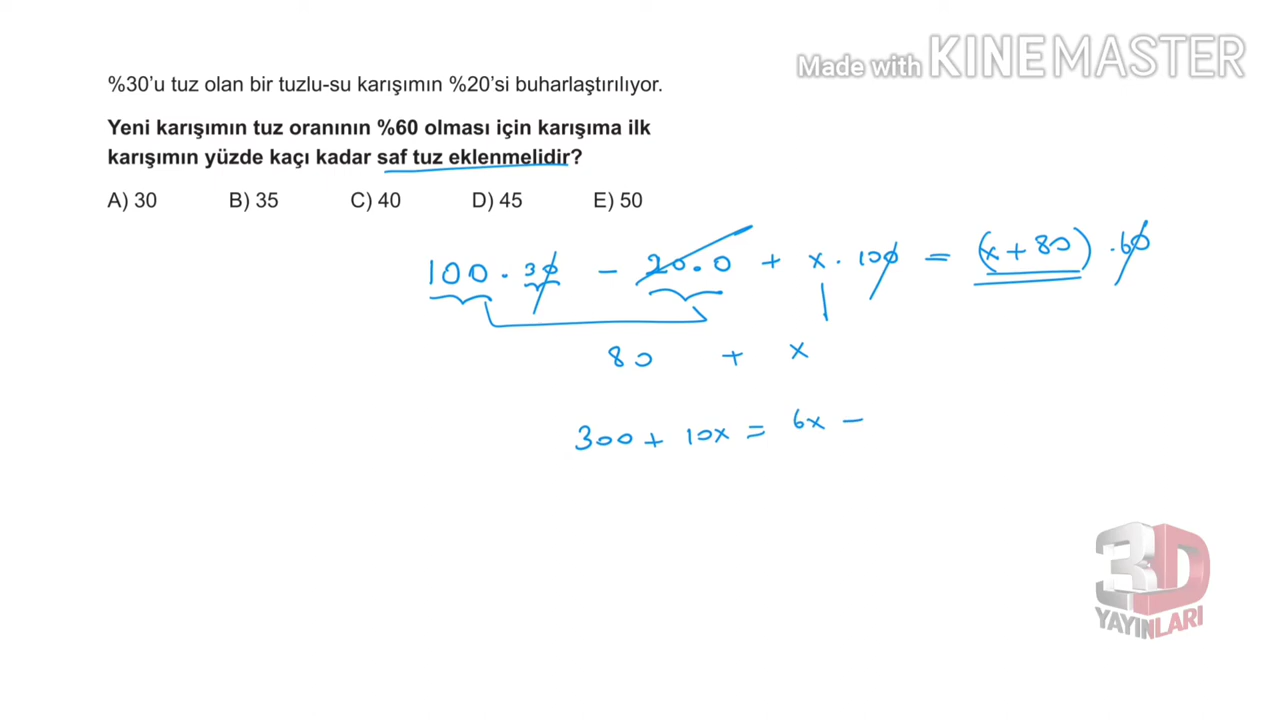 Made with KINEMASTER
%30'u tuz olan bir tuzlu-su karışımın %20'si buharlaştırılıyor.
Yeni karışımın tuz oranının %60 olması için karışıma ilk
karışımın yüzde kaçı kadar saf tuz eklenmelidir?
A) 30 B) 35 C) 40 D) 45 E) 50
100 . 30 − 20.0 + x . 100 = (x + 80) . 60
80 + x
300 + 10x = 6x −
3D
YAYINLARI